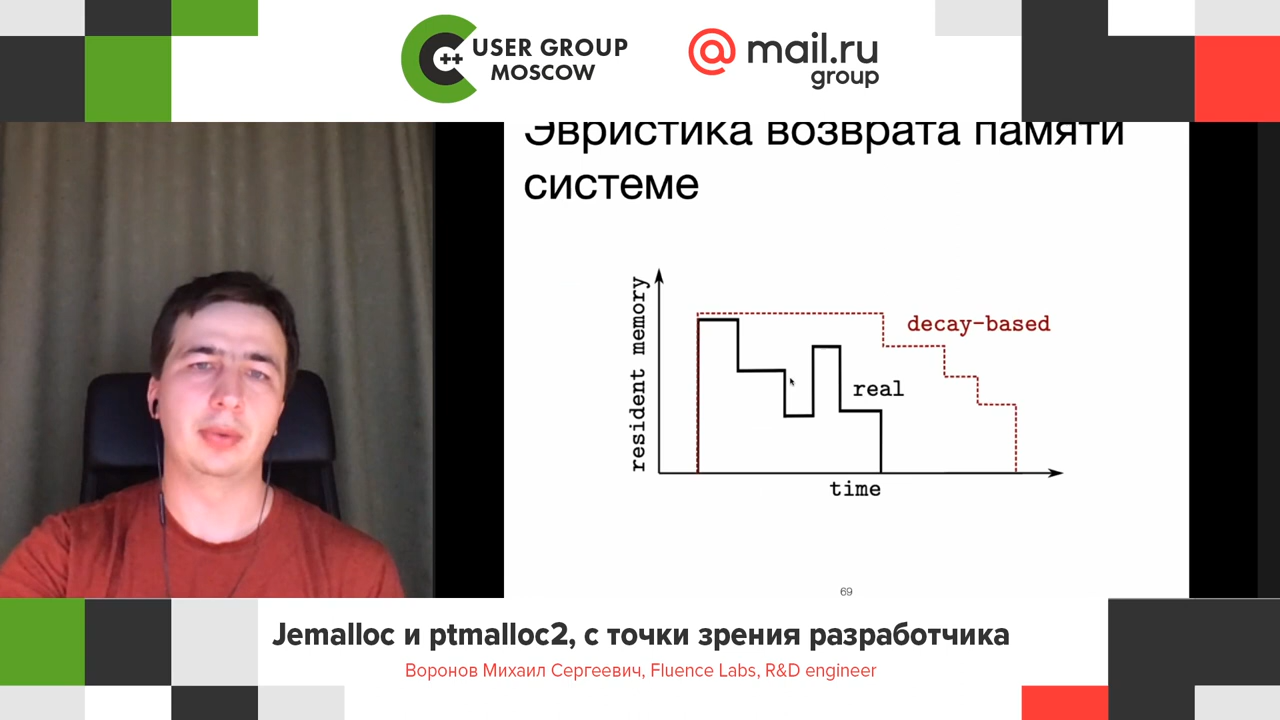 C++
USER GROUP
MOSCOW
@mail.ru
group
Эвристика возврата памяти
системе
resident memory
decay-based
real
time
69
Jemalloc и ptmalloc2, с точки зрения разработчика
Воронов Михаил Сергеевич, Fluence Labs, R&D engineer